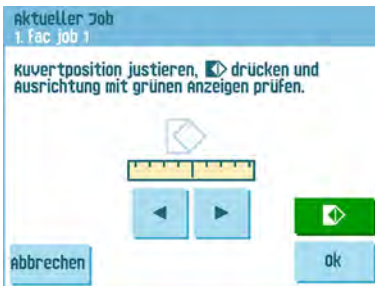 Aktueller Job
1. Fac job 1
Kuvertposition justieren, drücken und
Ausrichtung mit grünen Anzeigen prüfen.
Abbrechen
Ok